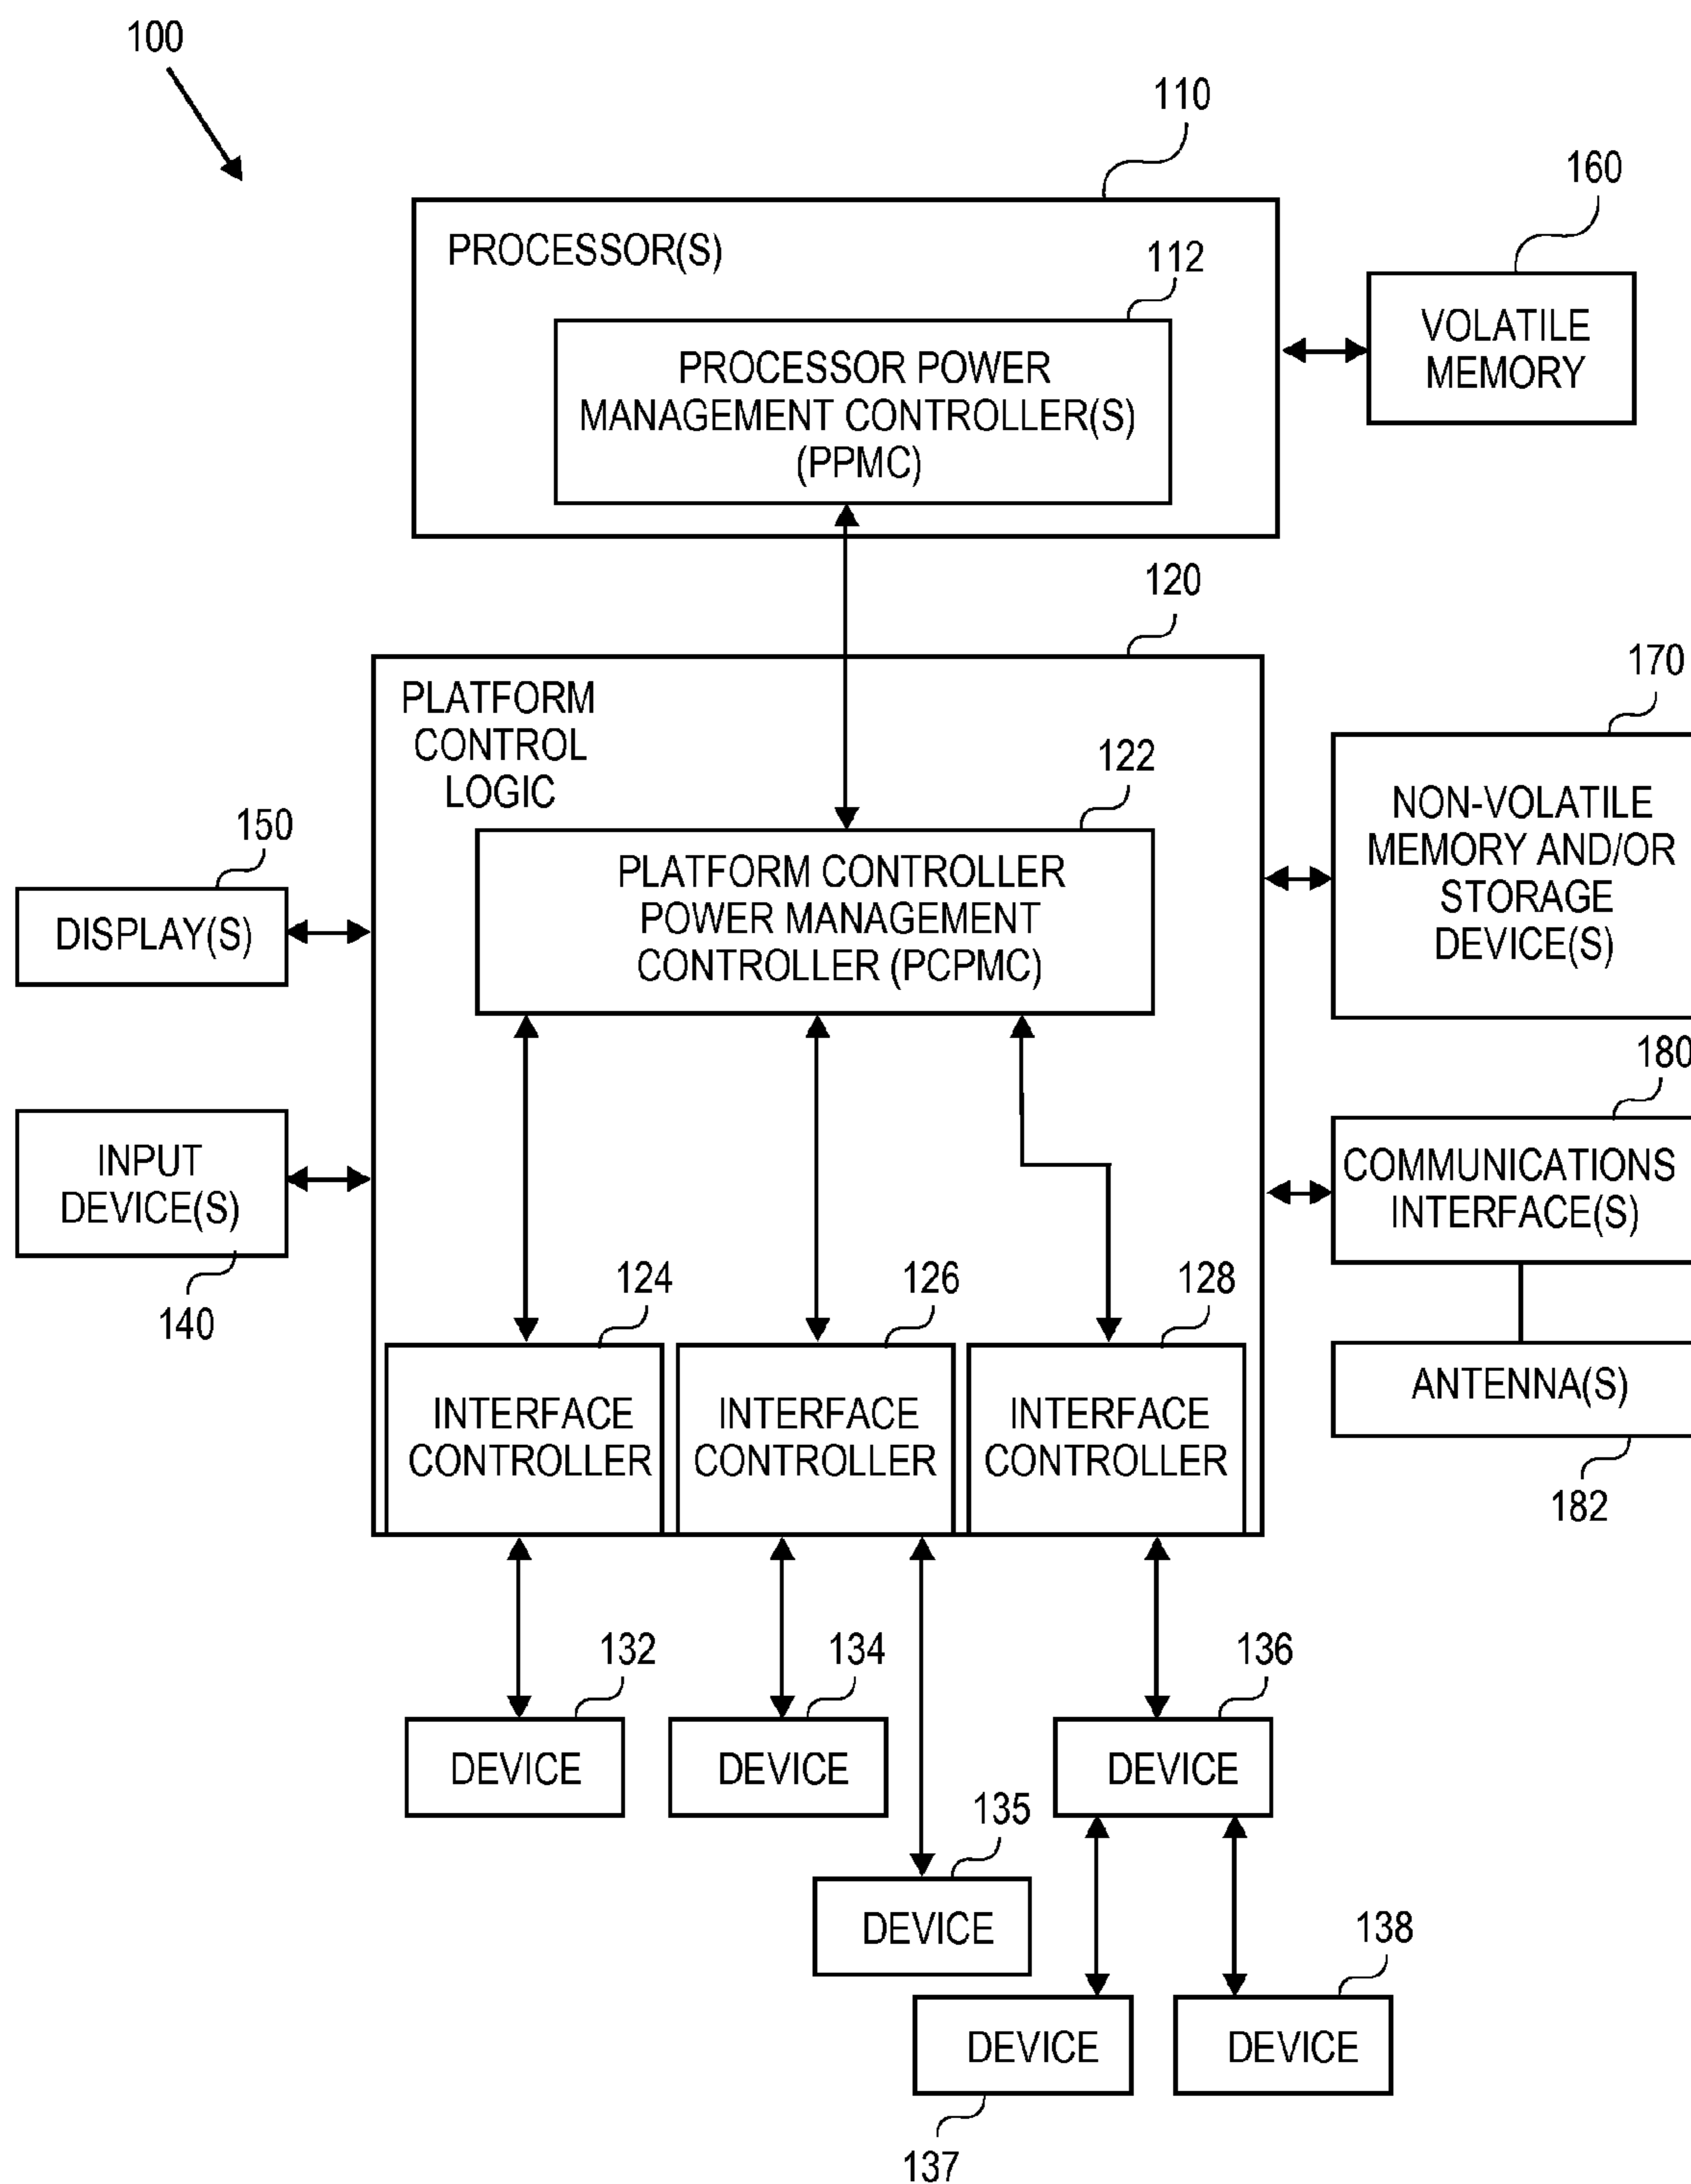 100
110
160
PROCESSOR(S)
112
PROCESSOR POWER
MANAGEMENT CONTROLLER(S)
(PPMC)
VOLATILE
MEMORY
120
170
PLATFORM
CONTROL
LOGIC
122
PLATFORM CONTROLLER
POWER MANAGEMENT
CONTROLLER (PCPMC)
NON-VOLATILE
MEMORY AND/OR
STORAGE
DEVICE(S)
150
DISPLAY(S)
180
INPUT
DEVICE(S)
140
COMMUNICATIONS
INTERFACE(S)
124
126
128
INTERFACE
CONTROLLER
INTERFACE
CONTROLLER
INTERFACE
CONTROLLER
ANTENNA(S)
182
132
134
136
DEVICE
DEVICE
DEVICE
135
DEVICE
138
DEVICE
DEVICE
137